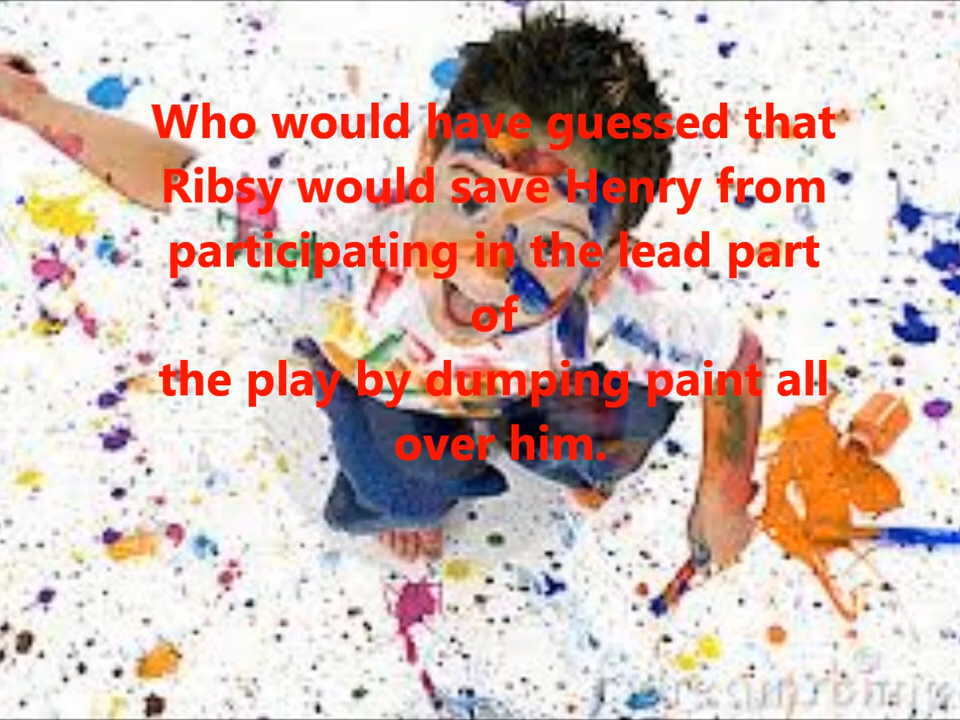 Who would have guessed that
Ribsy would save Henry from
participating in the lead part
of
the play by dumping paint all
over him.